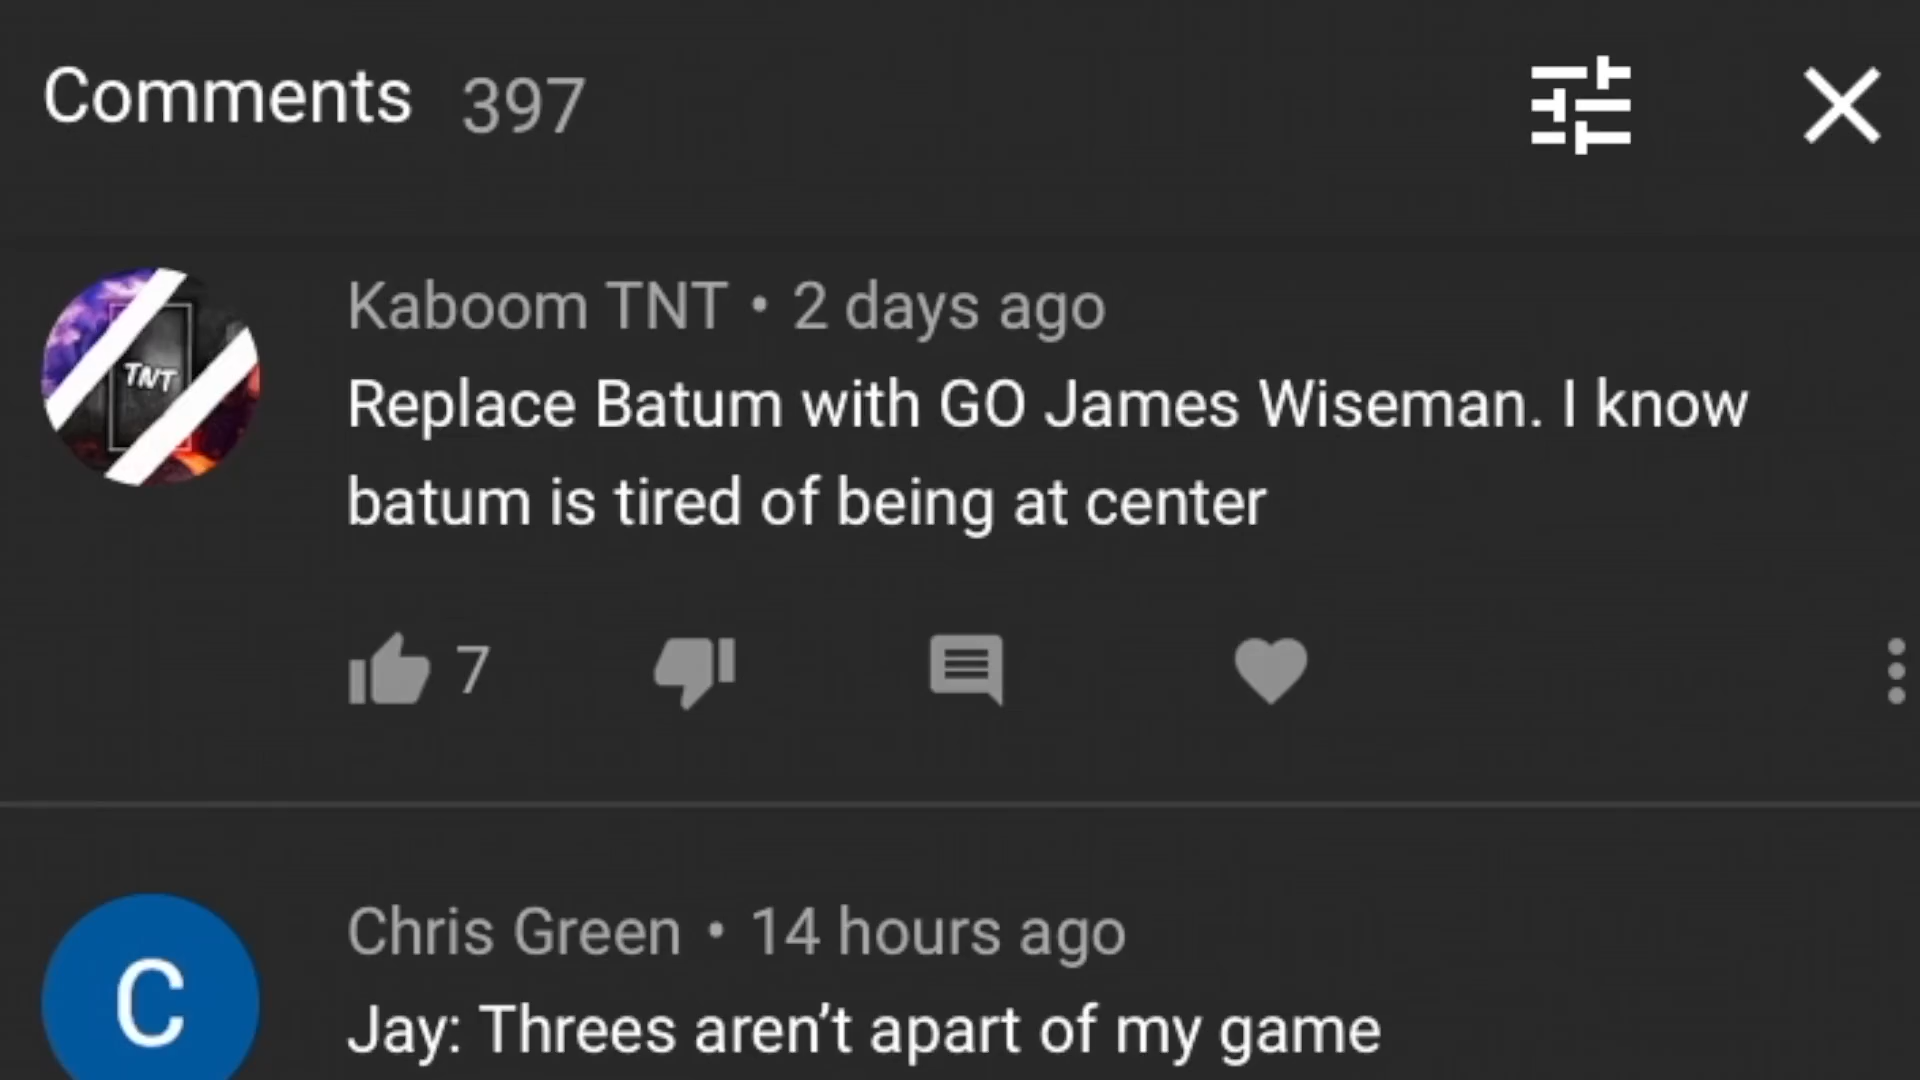 Comments 397
Kaboom TNT • 2 days ago
TNT
Replace Batum with GO James Wiseman. I know
batum is tired of being at center
7
Chris Green • 14 hours ago
C
Jay: Threes aren’t apart of my game